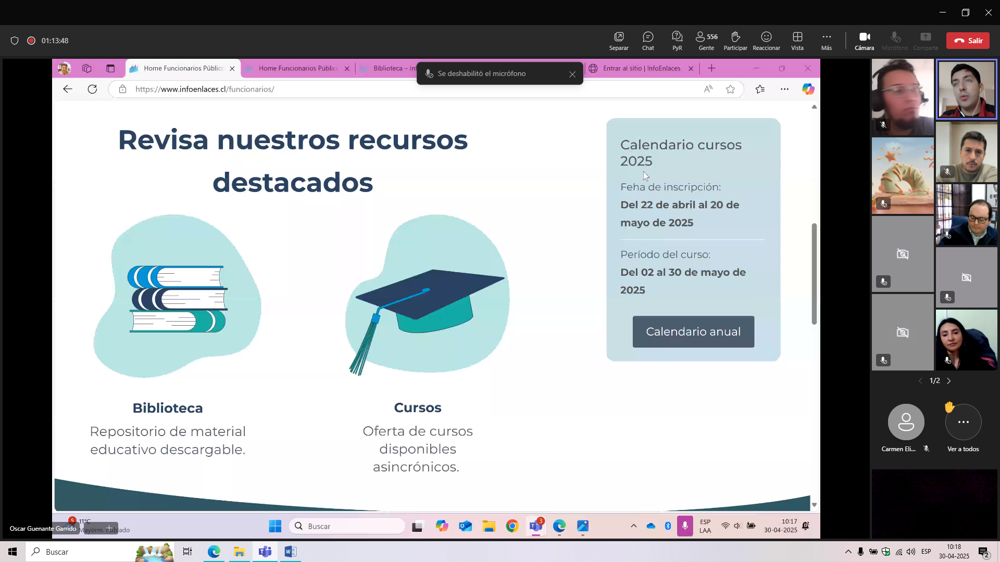 01:13:48
Separar
Chat
PyR
556
Gente
Participar
Reaccionar
Vista
Más
Cámara
Micrófono
Comparte
Salir
Home Funcionarios Públic
Home Funcionarios Públic
Biblioteca – In
Entrar al sitio | InfoEnlaces
Se deshabilitó el micrófono
https://www.infoenlaces.cl/funcionarios/
Revisa nuestros recursos
destacados
Calendario cursos
2025
Feha de inscripción:
Del 22 de abril al 20 de
mayo de 2025
Período del curso:
Del 02 al 30 de mayo de
2025
Calendario anual
Biblioteca
Repositorio de material
educativo descargable.
Cursos
Oferta de cursos
disponibles
asincrónicos.
1/2
Carmen Eli...
Ver a todos
5
11°C
Mayorm. nublado
Oscar Guenante Garrido
Buscar
3
ESP
LAA
10:17
30-04-2025
Buscar
ESP
10:18
30-04-2025
2